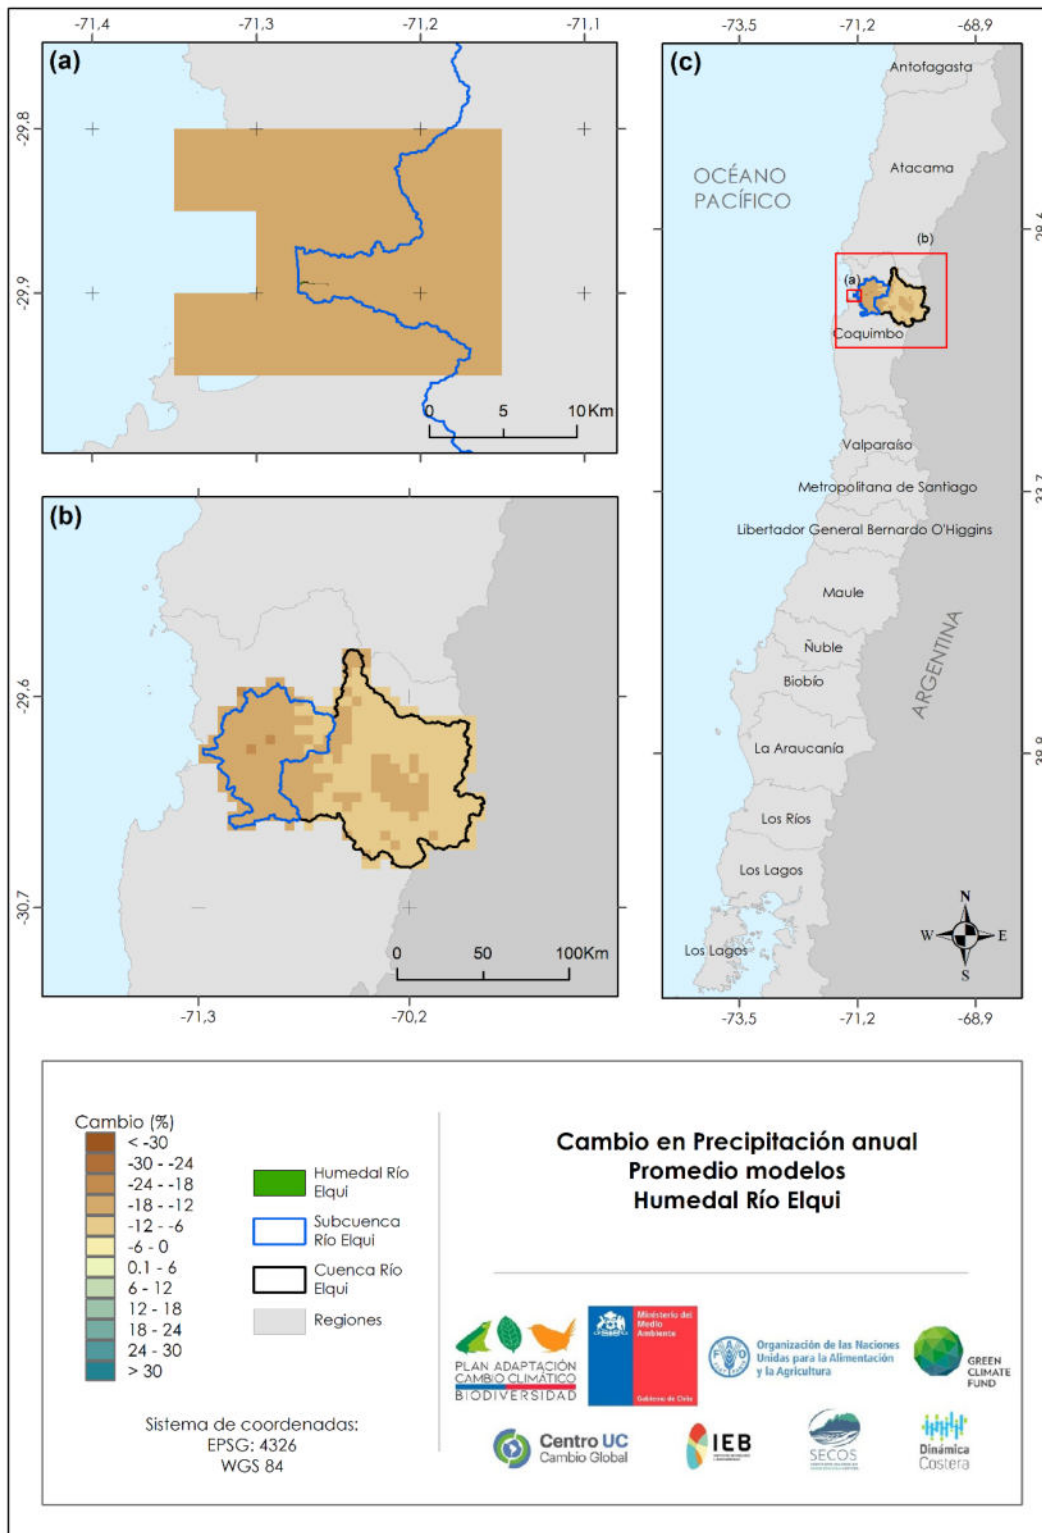 -71,4
-71,3
-71,2
-71,1
(a)
-29,8
-29,9
0
5
10 Km
(b)
-29,6
-30,7
0
50
100Km
-71,3
-70,2
-73,5
-71,2
-68,9
(c)
Antofagasta
Atacama
OCÉANO
PACÍFICO
(b)
(a)
Coquimbo
Valparaíso
Metropolitana de Santiago
Libertador General Bernardo O'Higgins
Maule
Ñuble
Biobío
La Araucanía
Los Ríos
Los Lagos
Los Lagos
ARGENTINA
-33,7
-38,8
N
W
E
S
-73,5
-71,2
-68,9
Cambio (%)
< -30
-30 - -24
-24 - -18
-18 - -12
-12 - -6
-6 - 0
0.1 - 6
6 - 12
12 - 18
18 - 24
24 - 30
> 30
Humedal Río
Elqui
Subcuenca
Río Elqui
Cuenca Río
Elqui
Regiones
Sistema de coordenadas:
EPSG: 4326
WGS 84
Cambio en Precipitación anual
Promedio modelos
Humedal Río Elqui
PLAN ADAPTACIÓN
CAMBIO CLIMÁTICO
BIODIVERSIDAD
Ministerio del
Medio
Ambiente
Gobierno de Chile
FAO
Organización de las Naciones
Unidas para la Alimentación
y la Agricultura
GREEN
CLIMATE
FUND
Centro UC
Cambio Global
IEB
SECOS
Dinámica
Costera